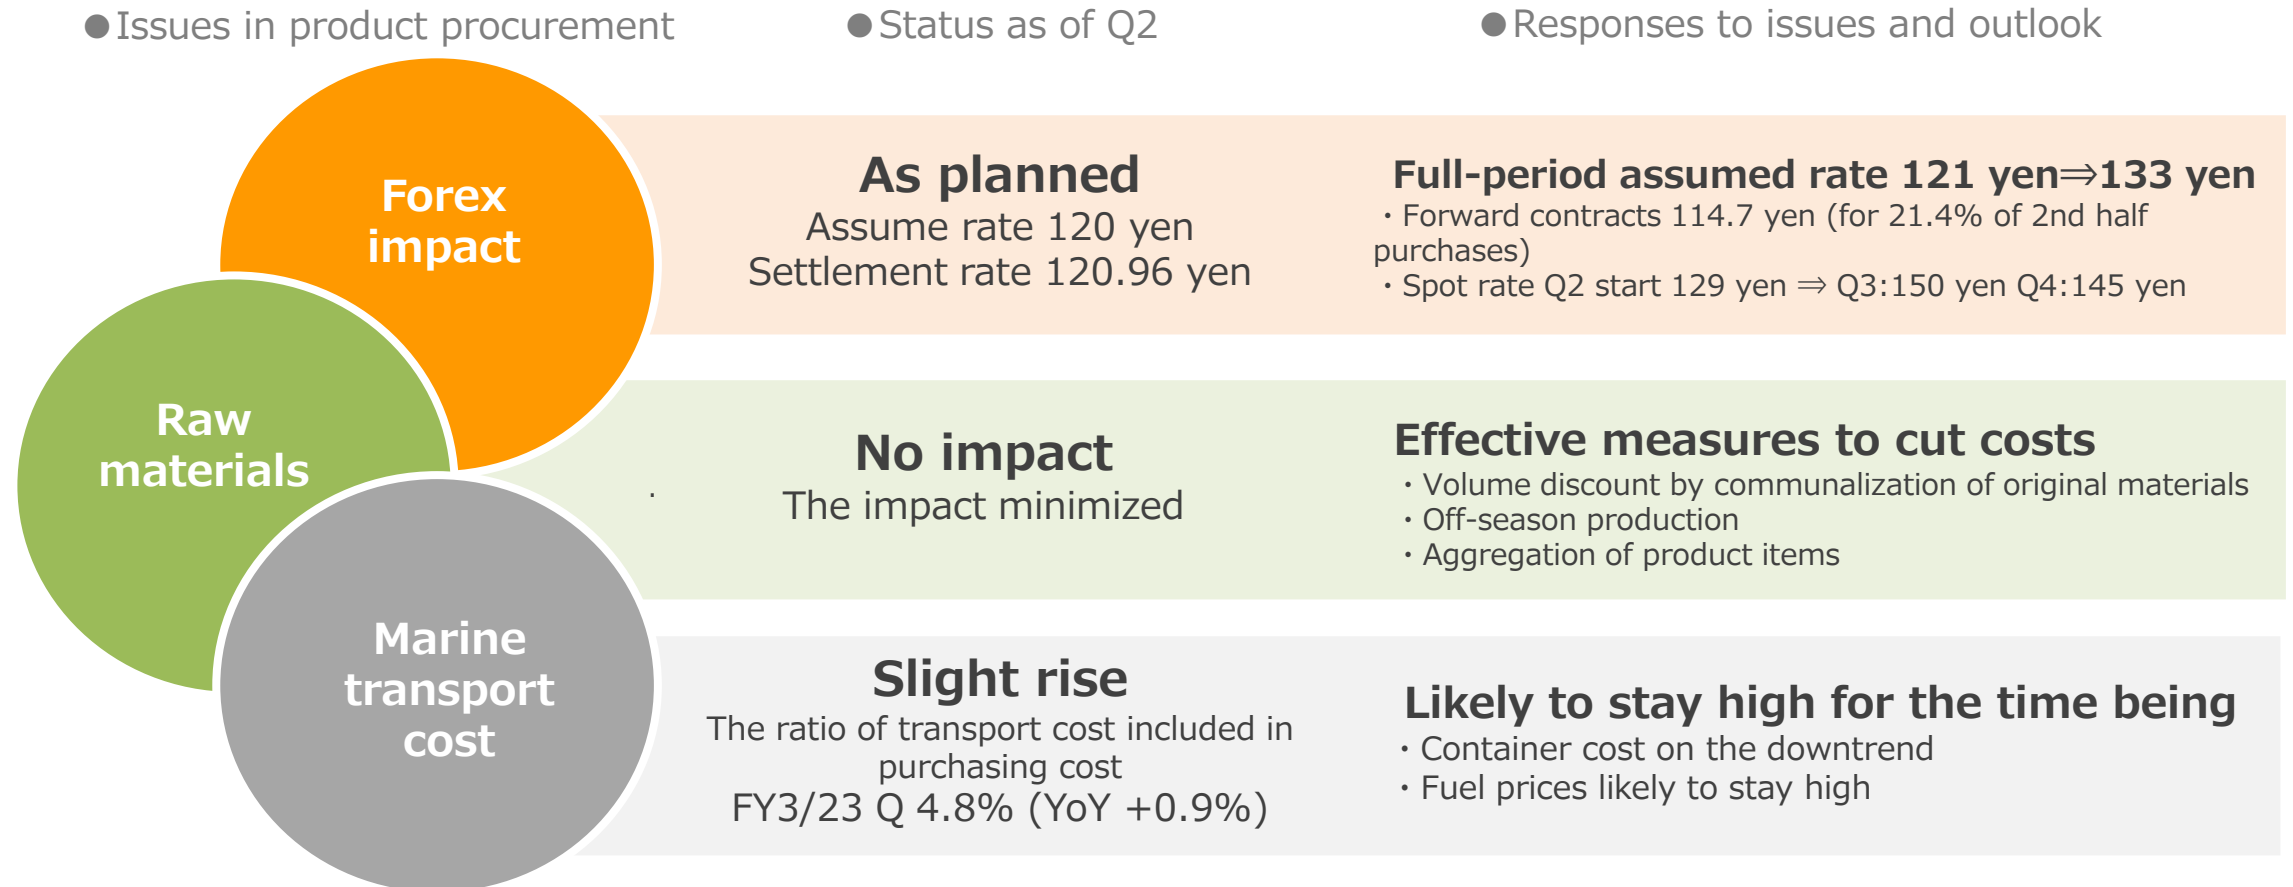 ●Issues in product procurement
●Status as of Q2
●Responses to issues and outlook
Forex
impact
As planned
Assume rate 120 yen
Settlement rate 120.96 yen
Full-period assumed rate 121 yen⇒133 yen
・Forward contracts 114.7 yen (for 21.4% of 2nd half
purchases)
・Spot rate Q2 start 129 yen ⇒ Q3:150 yen Q4:145 yen
Raw
materials
.
No impact
The impact minimized
Effective measures to cut costs
・Volume discount by communalization of original materials
・Off-season production
・Aggregation of product items
Marine
transport
cost
Slight rise
The ratio of transport cost included in
purchasing cost
FY3/23 Q 4.8% (YoY +0.9%)
Likely to stay high for the time being
・Container cost on the downtrend
・Fuel prices likely to stay high